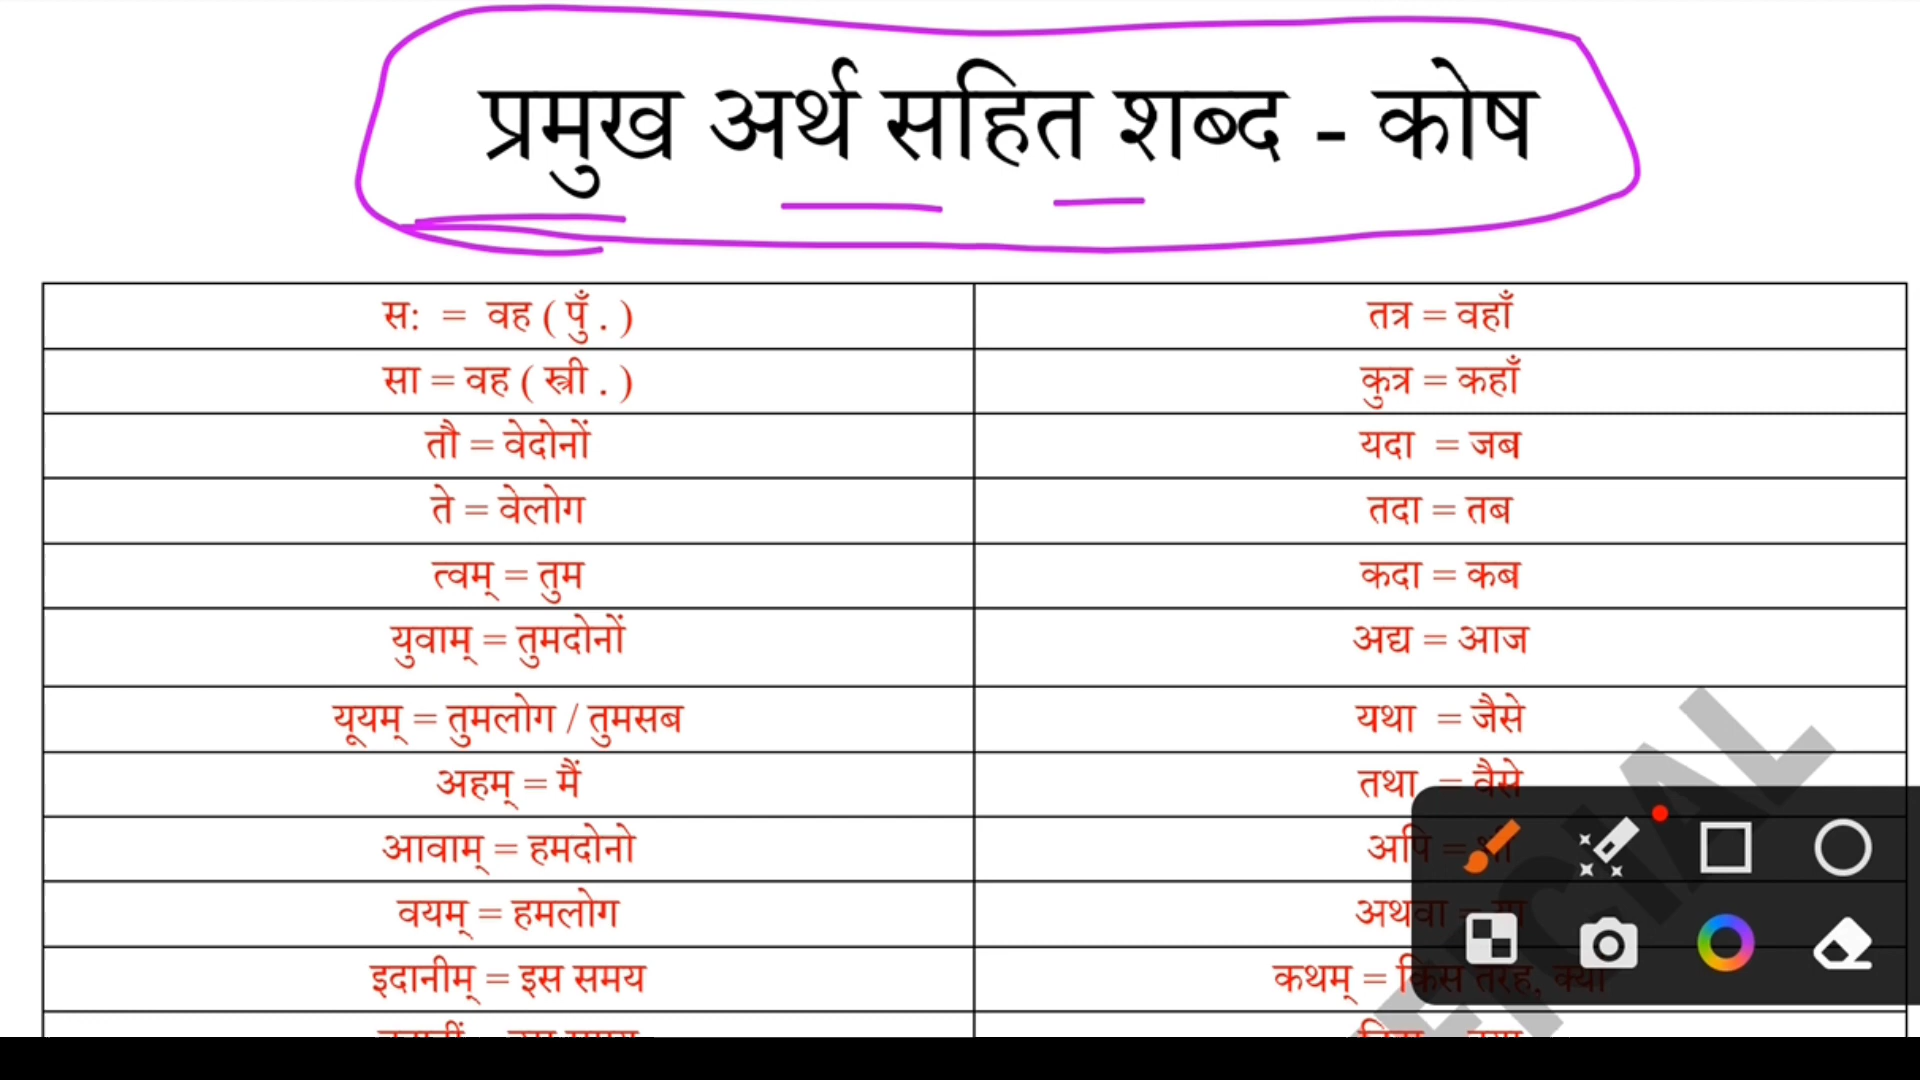 प्रमुख अर्थ सहित शब्द - कोष
सः = वह ( पुँ . )
तत्र = वहाँ
सा = वह ( स्त्री . )
कुत्र = कहाँ
तौ = वेदोनों
यदा = जब
ते = वेलोग
तदा = तब
त्वम् = तुम
कदा = कब
युवाम् = तुमदोनों
अद्य = आज
यूयम् = तुमलोग / तुमसब
यथा = जैसे
अहम् = मैं
तथा = वैसे
आवाम् = हमदोनो
अपि = भी
वयम् = हमलोग
अथवा = या
इदानीम् = इस समय
कथम् = किस तरह, क्यों